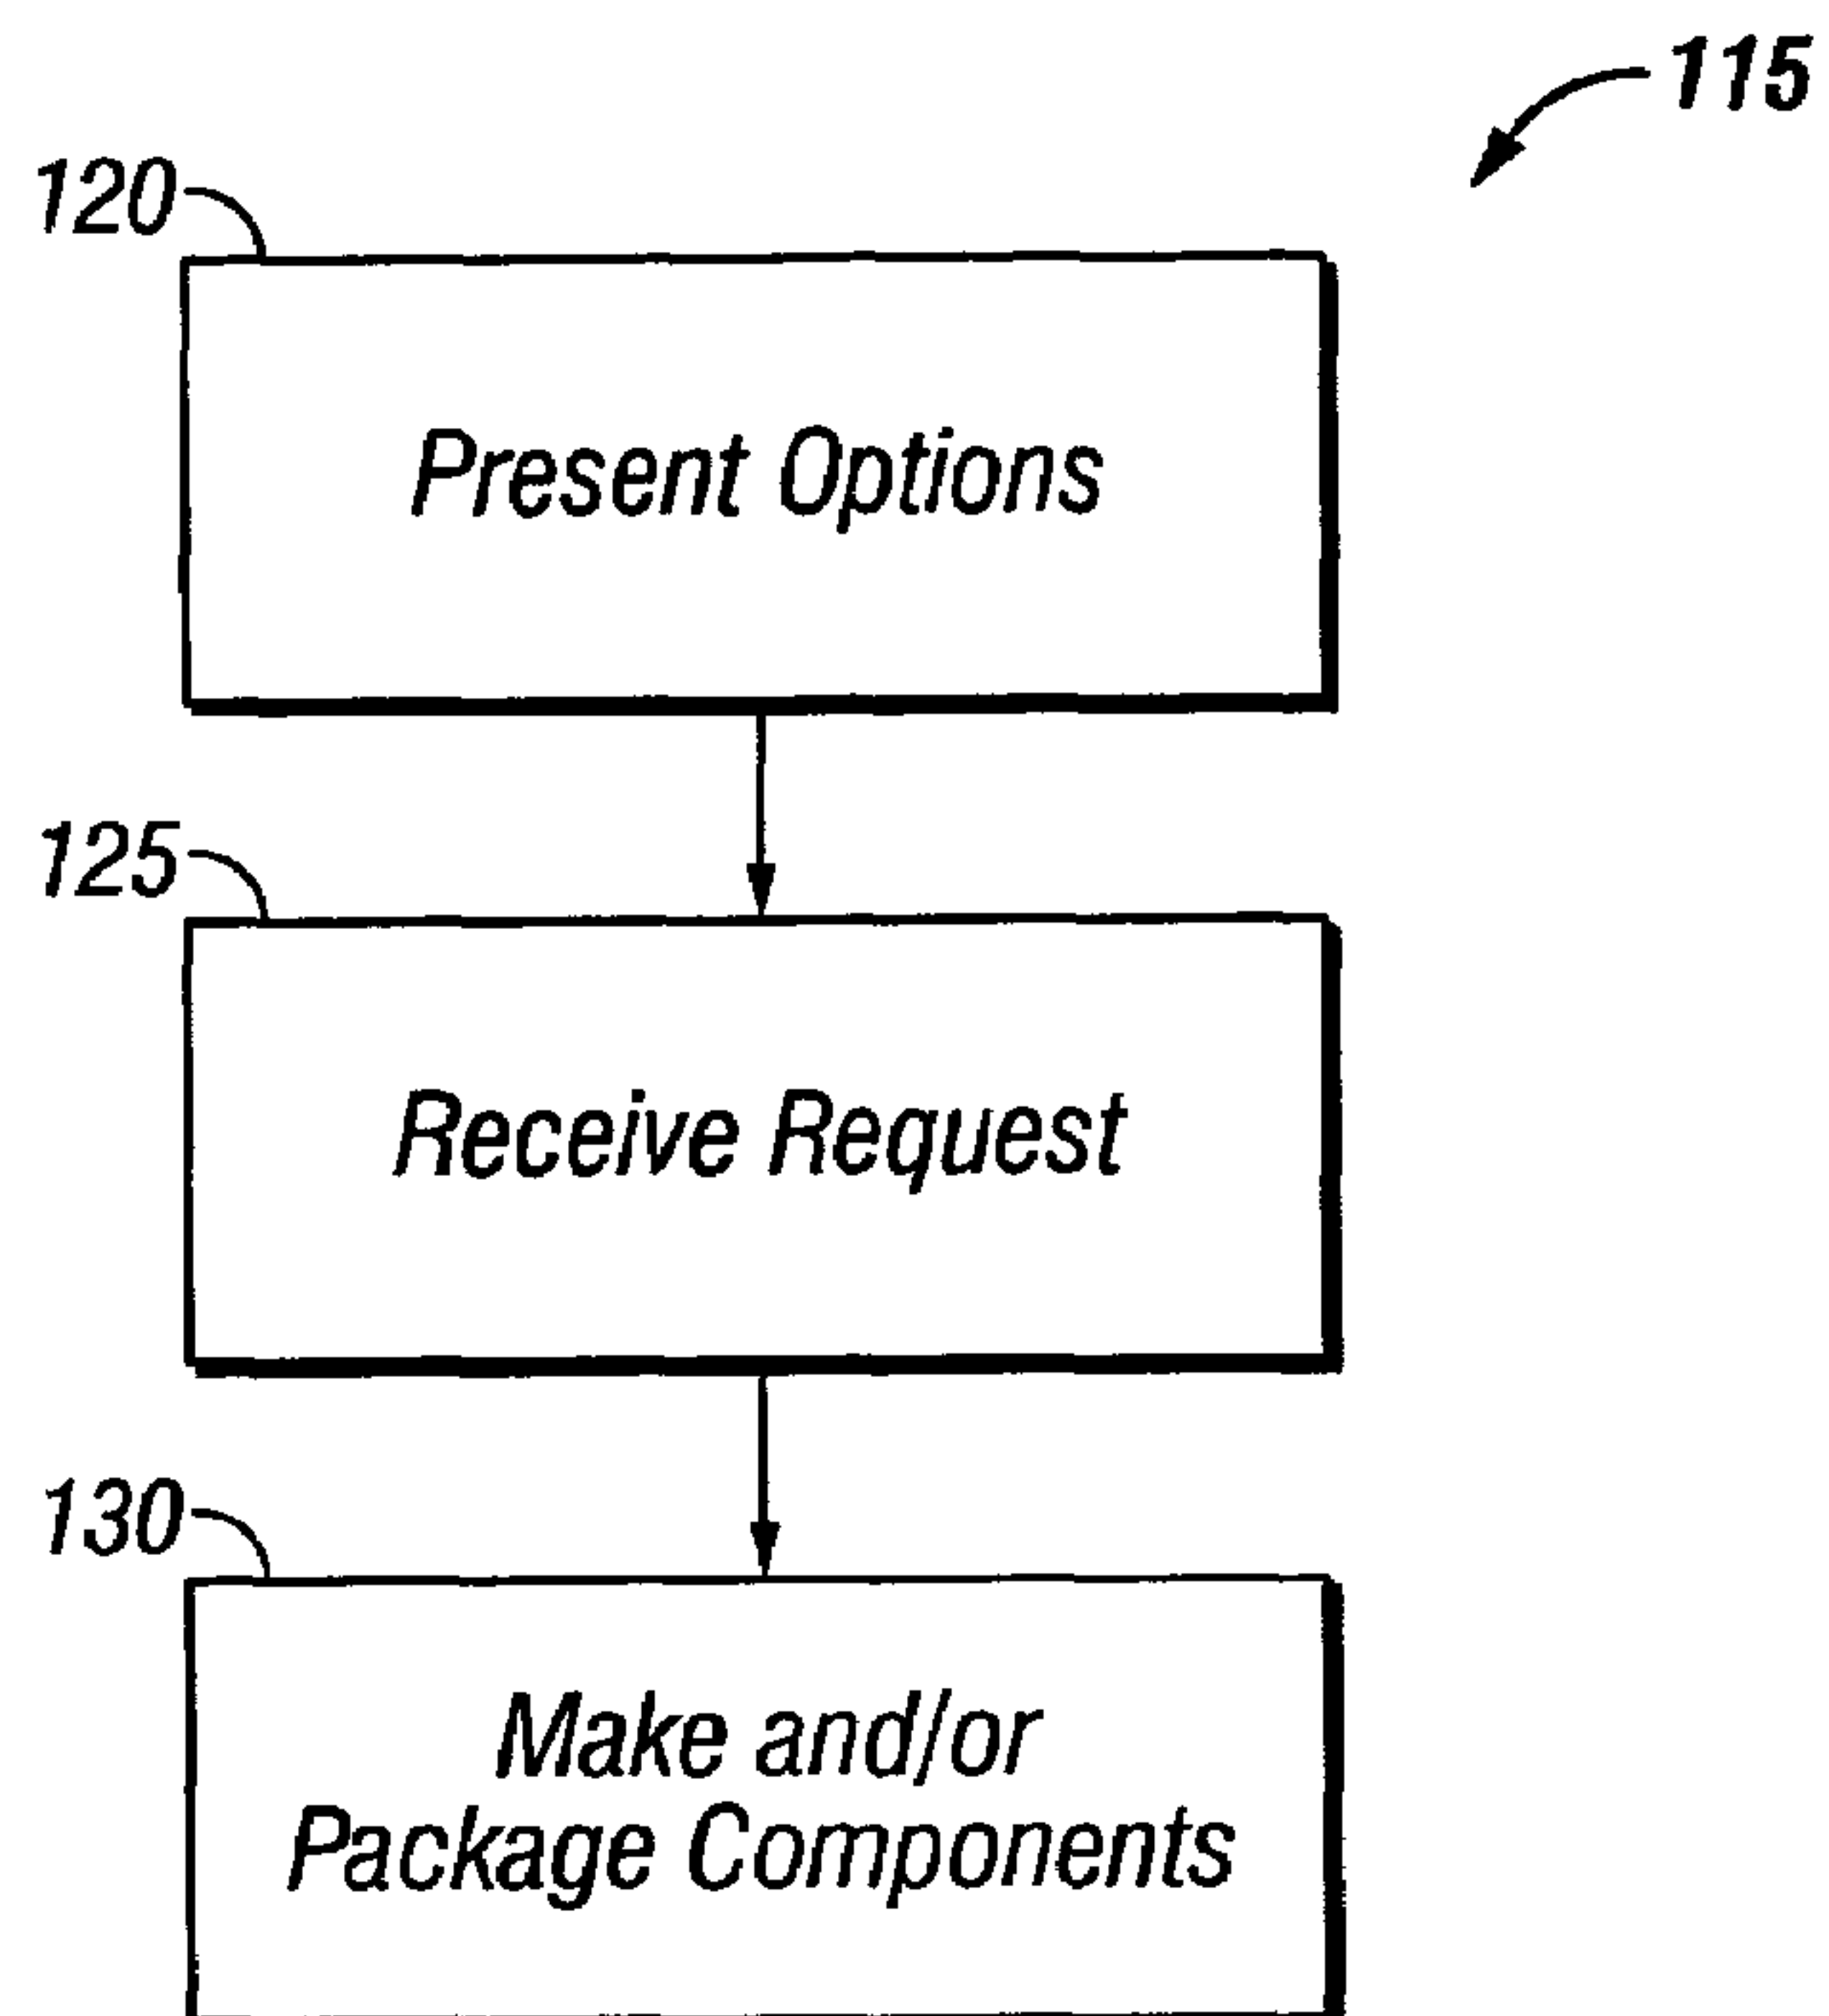 115
120
Present Options
125
Receive Request
130
Make and/or
Package Components